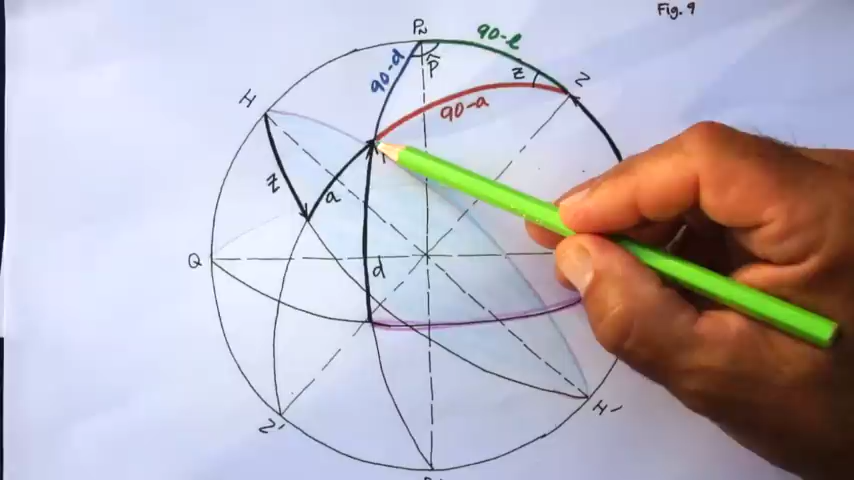 Fig. 9
PN
90-l
90-d
P̂
Z
Z
90-a
H
Z
a
Q
d
H'
Z'